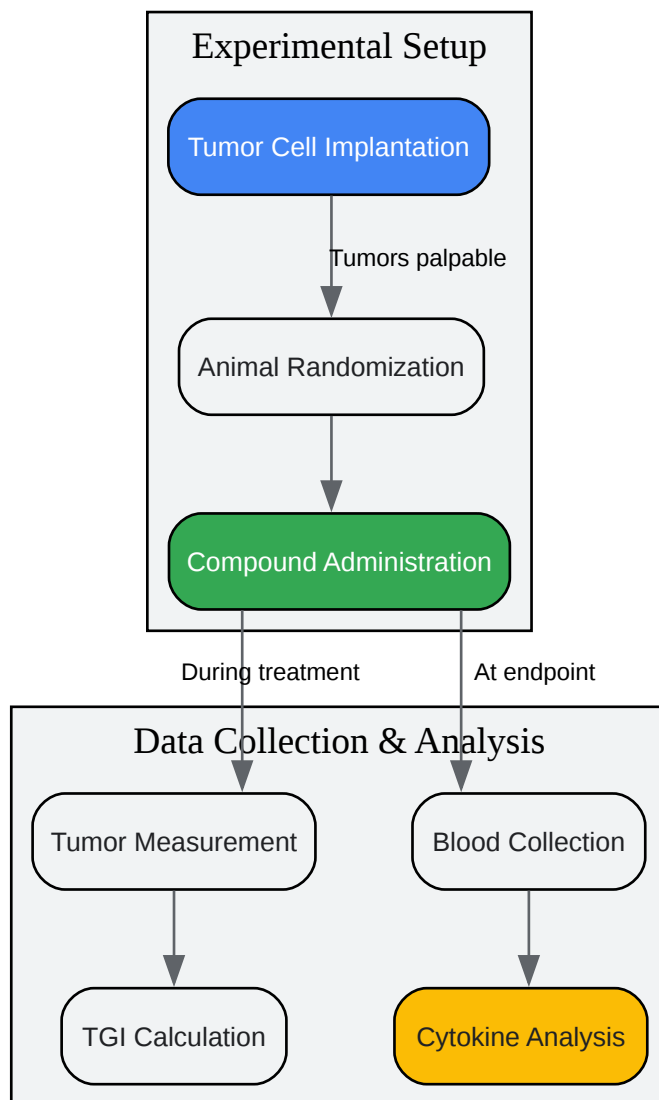 Experimental Setup
Tumor Cell Implantation
Tumors palpable
Animal Randomization
Compound Administration
During treatment
At endpoint
Data Collection & Analysis
Tumor Measurement
Blood Collection
TGI Calculation
Cytokine Analysis